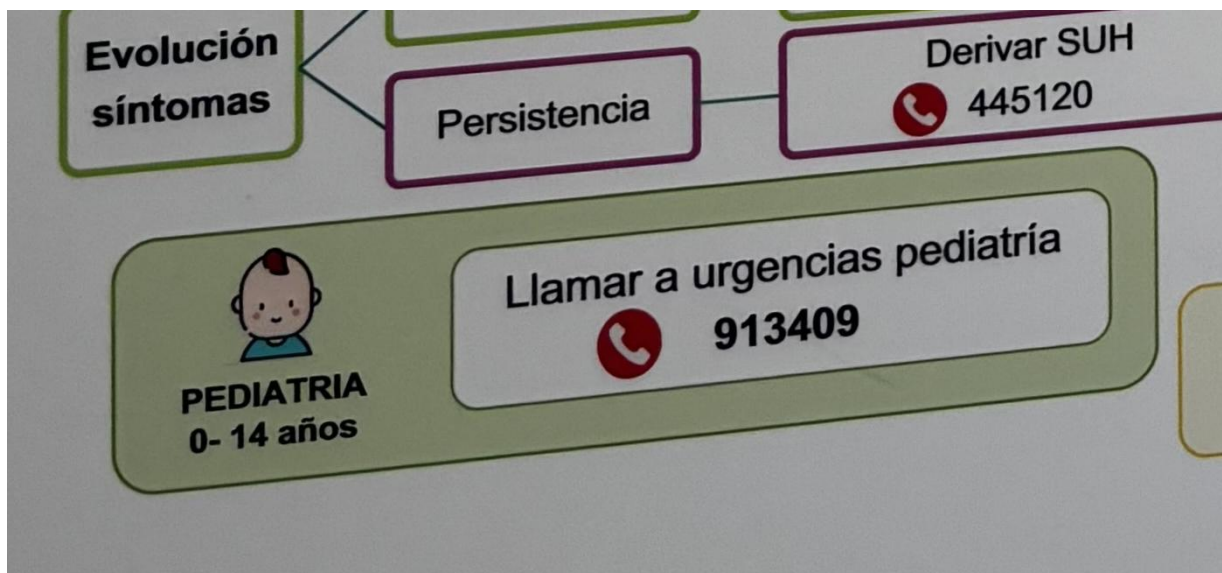 Evolución
síntomas
Persistencia
Derivar SUH
445120
Llamar a urgencias pediatría
913409
PEDIATRIA
0- 14 años